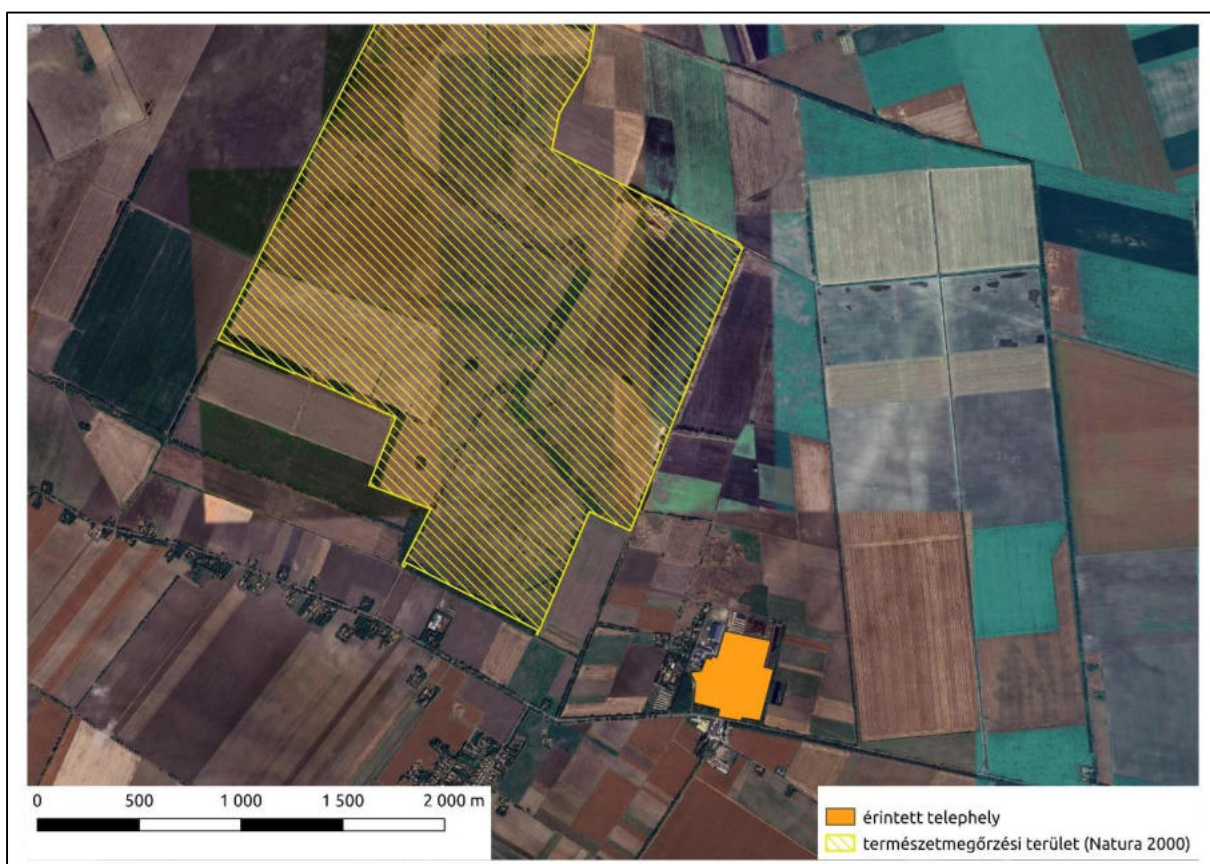 0 500 1 000 1 500 2 000 m
érintett telephely
természetmegőrzési terület (Natura 2000)